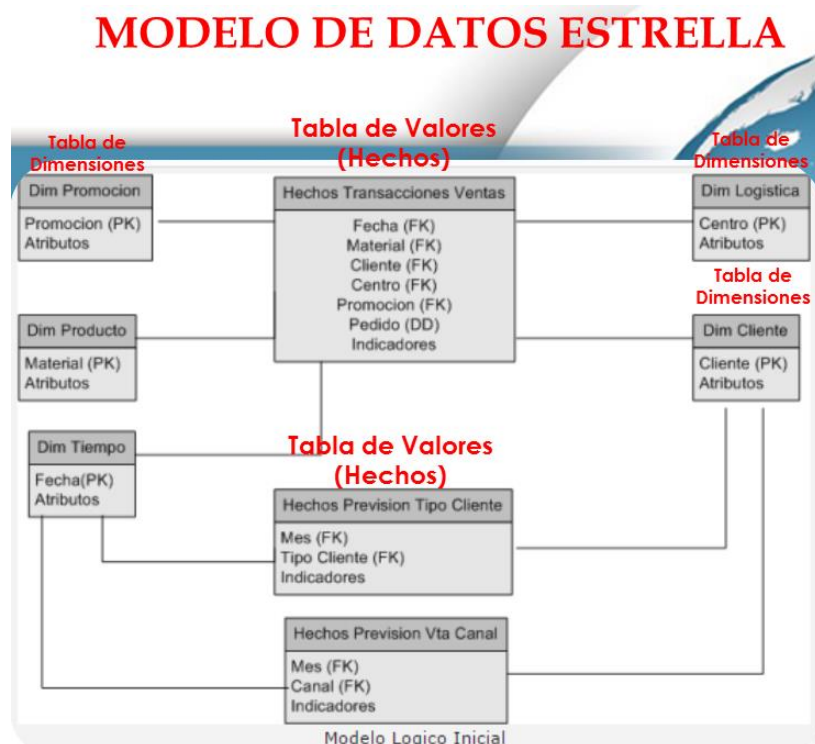 MODELO DE DATOS ESTRELLA
Tabla de
Dimensiones
Tabla de Valores
(Hechos)
Tabla de
Dimensiones
Dim Promocion
Promocion (PK)
Atributos
Hechos Transacciones Ventas
Fecha (FK)
Material (FK)
Cliente (FK)
Centro (FK)
Promocion (FK)
Pedido (DD)
Indicadores
Dim Logistica
Centro (PK)
Atributos
Tabla de
Dimensiones
Dim Producto
Material (PK)
Atributos
Dim Cliente
Cliente (PK)
Atributos
Dim Tiempo
Fecha(PK)
Atributos
Tabla de Valores
(Hechos)
Hechos Prevision Tipo Cliente
Mes (FK)
Tipo Cliente (FK)
Indicadores
Hechos Prevision Vta Canal
Mes (FK)
Canal (FK)
Indicadores
Modelo Logico Inicial